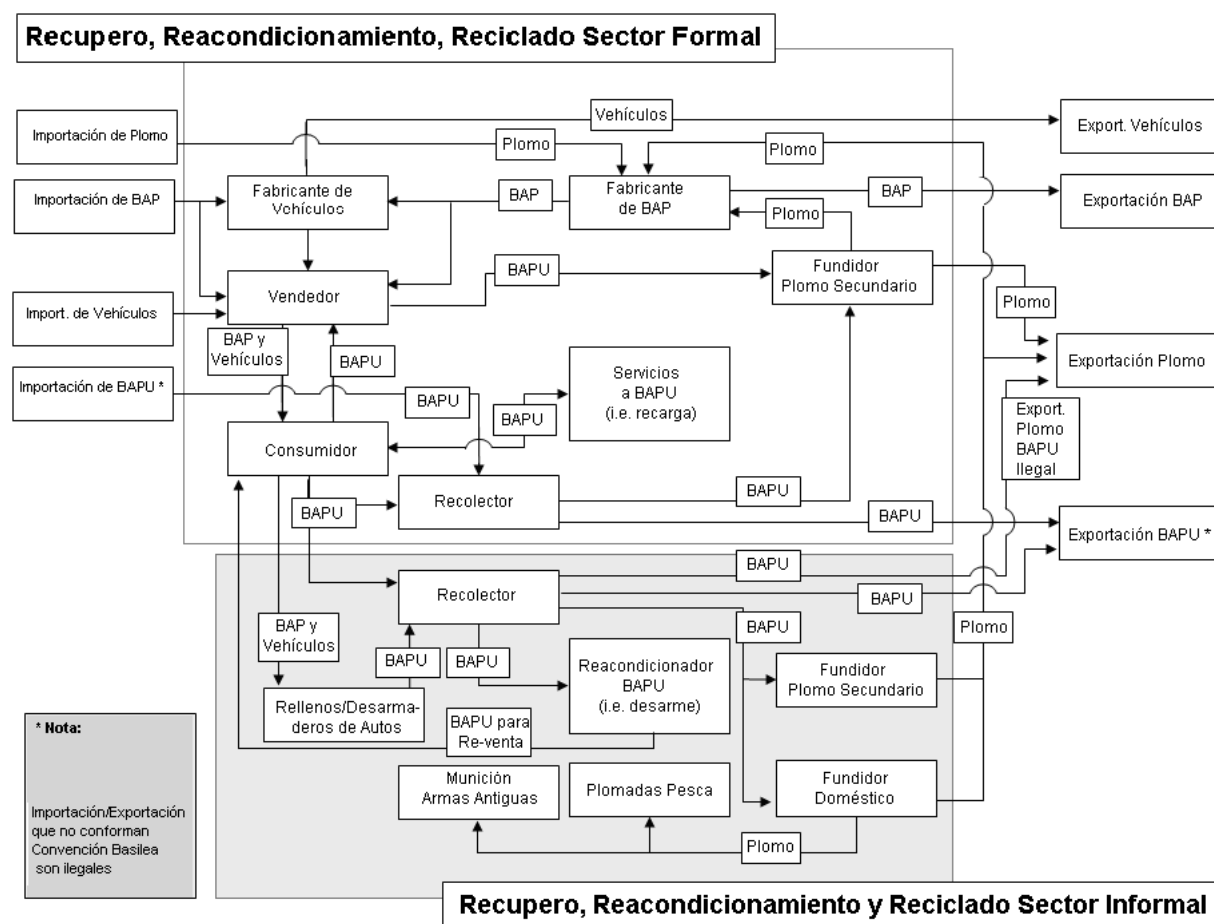 Recupero, Reacondicionamiento, Reciclado Sector Formal
Vehículos
Importación de Plomo
Plomo
Plomo
Export. Vehículos
Importación de BAP
Fabricante de
Vehículos
BAP
Fabricante
de BAP
BAP
Exportación BAP
Plomo
Vendedor
BAPU
Fundidor
Plomo Secundario
Import. de Vehículos
Plomo
BAP y
Vehículos
BAPU
Exportación Plomo
Importación de BAPU *
BAPU
Servicios
a BAPU
(i.e. recarga)
BAPU
Export.
Plomo
BAPU
Ilegal
Consumidor
BAPU
Recolector
BAPU
BAPU
Exportación BAPU *
Recolector
BAPU
BAPU
BAPU
Plomo
BAP y
Vehículos
BAPU
BAPU
Reacondicionador
BAPU
(i.e. desarme)
Fundidor
Plomo Secundario
Rellenos/Desarma-
deros de Autos
BAPU para
Re-venta
* Nota:
Importación/Exportación
que no conforman
Convención Basilea
son ilegales
Munición
Armas Antiguas
Plomadas Pesca
Fundidor
Doméstico
Plomo
Recupero, Reacondicionamiento y Reciclado Sector Informal